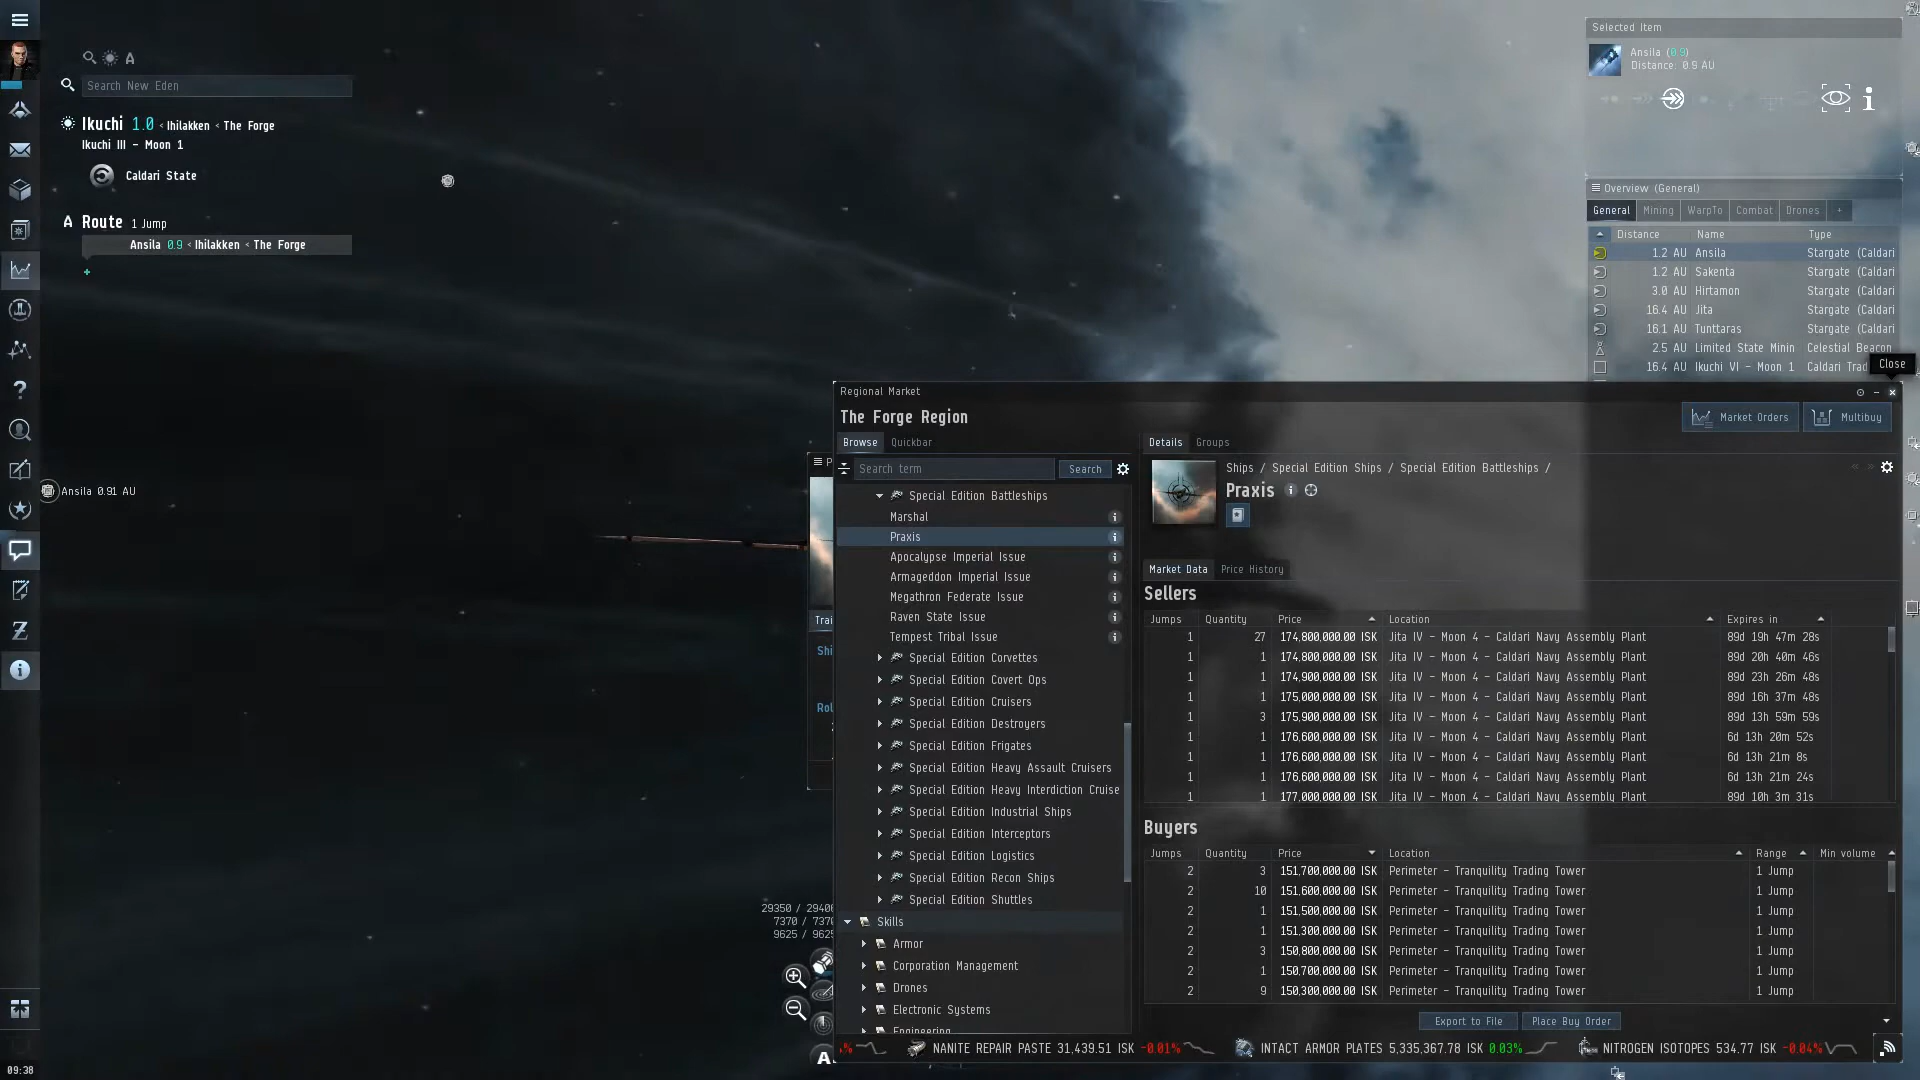 Search New Eden
Ikuchi 1.0 < Ihilakken < The Forge
Ikuchi III - Moon 1
Caldari State
A Route 1 Jump
Ansila 0.9 < Ihilakken < The Forge
+
Ansila 0.91 AU
Selected Item
Ansila (0.9)
Distance: 0.9 AU
Overview (General)
General Mining WarpTo Combat Drones +
Distance Name Type
1.2 AU Ansila Stargate (Caldari
1.2 AU Sakenta Stargate (Caldari
3.0 AU Hirtamon Stargate (Caldari
16.4 AU Jita Stargate (Caldari
16.1 AU Tunttaras Stargate (Caldari
2.5 AU Limited State Minin Celestial Beacon
16.4 AU Ikuchi VI - Moon 1 Caldari Trad
Close
Regional Market
The Forge Region
Market Orders Multibuy
Browse Quickbar
Search term Search
Special Edition Battleships
Marshal
Praxis
Apocalypse Imperial Issue
Armageddon Imperial Issue
Megathron Federate Issue
Raven State Issue
Tempest Tribal Issue
Special Edition Corvettes
Special Edition Covert Ops
Special Edition Cruisers
Special Edition Destroyers
Special Edition Frigates
Special Edition Heavy Assault Cruisers
Special Edition Heavy Interdiction Cruise
Special Edition Industrial Ships
Special Edition Interceptors
Special Edition Logistics
Special Edition Recon Ships
Special Edition Shuttles
Skills
Armor
Corporation Management
Drones
Electronic Systems
Engineering
Details Groups
Ships / Special Edition Ships / Special Edition Battleships /
Praxis
Market Data Price History
Sellers
Jumps Quantity Price Location Expires in
1 27 174,800,000.00 ISK Jita IV - Moon 4 - Caldari Navy Assembly Plant 89d 19h 47m 28s
1 1 174,800,000.00 ISK Jita IV - Moon 4 - Caldari Navy Assembly Plant 89d 20h 40m 46s
1 1 174,900,000.00 ISK Jita IV - Moon 4 - Caldari Navy Assembly Plant 89d 23h 26m 48s
1 1 175,000,000.00 ISK Jita IV - Moon 4 - Caldari Navy Assembly Plant 89d 16h 37m 48s
1 3 175,900,000.00 ISK Jita IV - Moon 4 - Caldari Navy Assembly Plant 89d 13h 59m 59s
1 1 176,600,000.00 ISK Jita IV - Moon 4 - Caldari Navy Assembly Plant 6d 13h 20m 52s
1 1 176,600,000.00 ISK Jita IV - Moon 4 - Caldari Navy Assembly Plant 6d 13h 21m 8s
1 1 176,600,000.00 ISK Jita IV - Moon 4 - Caldari Navy Assembly Plant 6d 13h 21m 24s
1 1 177,000,000.00 ISK Jita IV - Moon 4 - Caldari Navy Assembly Plant 89d 10h 3m 31s
Buyers
Jumps Quantity Price Location Range Min volume
2 3 151,700,000.00 ISK Perimeter - Tranquility Trading Tower 1 Jump
2 10 151,600,000.00 ISK Perimeter - Tranquility Trading Tower 1 Jump
2 1 151,500,000.00 ISK Perimeter - Tranquility Trading Tower 1 Jump
2 1 151,300,000.00 ISK Perimeter - Tranquility Trading Tower 1 Jump
2 3 150,800,000.00 ISK Perimeter - Tranquility Trading Tower 1 Jump
2 1 150,700,000.00 ISK Perimeter - Tranquility Trading Tower 1 Jump
2 9 150,300,000.00 ISK Perimeter - Tranquility Trading Tower 1 Jump
Export to File Place Buy Order
Trai
Shi
Rol
29350 / 2940
7370 / 737
9625 / 9625
% NANITE REPAIR PASTE 31,439.51 ISK -0.01% INTACT ARMOR PLATES 5,335,367.78 ISK 0.03% NITROGEN ISOTOPES 534.77 ISK -0.04%
09:38